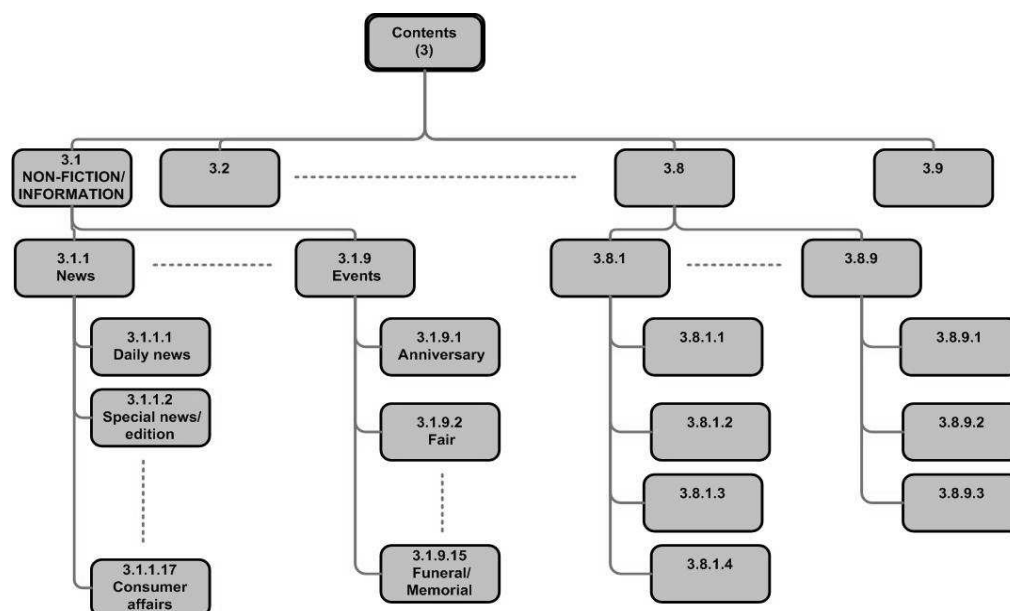 Contents
(3)
3.1
NON-FICTION/
INFORMATION
3.2
3.8
3.9
3.1.1
News
3.1.9
Events
3.8.1
3.8.9
3.1.1.1
Daily news
3.1.9.1
Anniversary
3.8.1.1
3.8.9.1
3.1.1.2
Special news/
edition
3.1.9.2
Fair
3.8.1.2
3.8.9.2
3.8.1.3
3.8.9.3
3.1.1.17
Consumer
affairs
3.1.9.15
Funeral/
Memorial
3.8.1.4